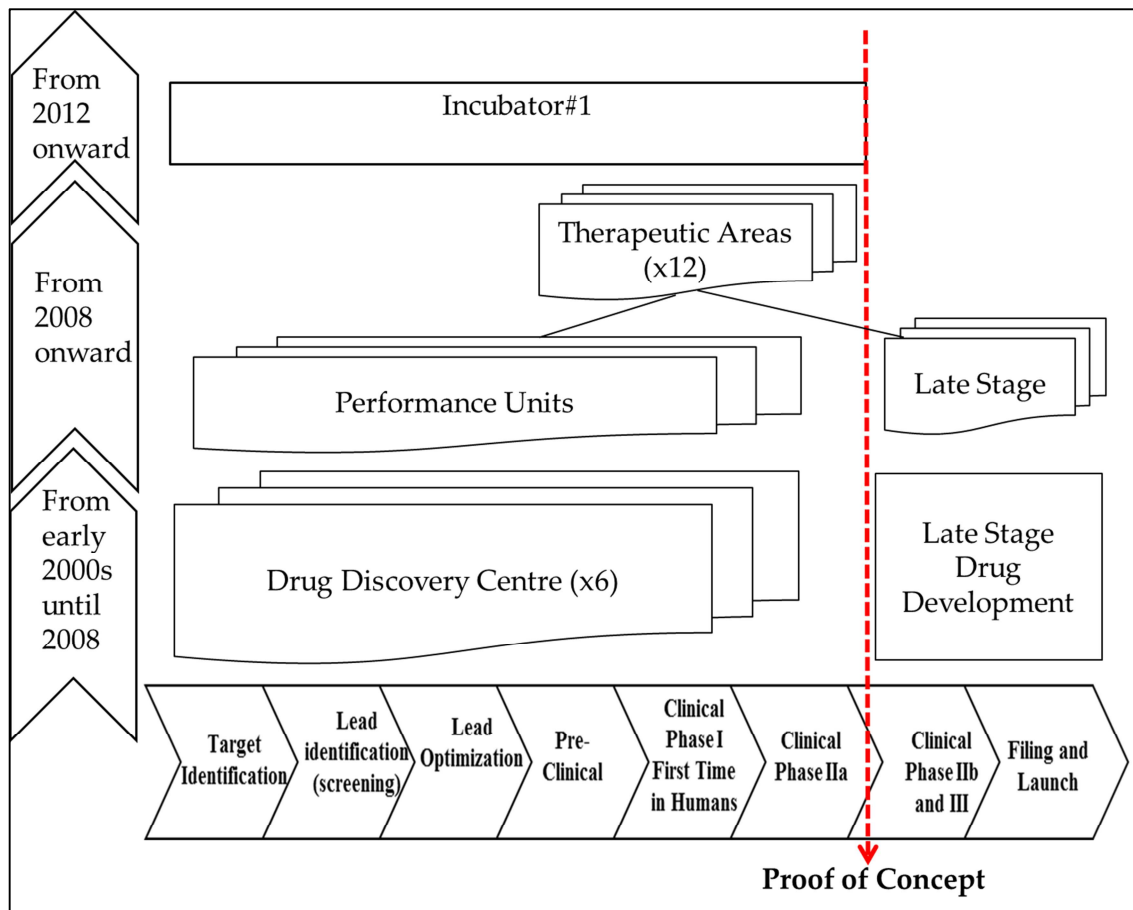 From
2012
onward
Incubator#1
Therapeutic Areas
(x12)
From
2008
onward
Performance Units
Late Stage
From
early
2000s
until
2008
Drug Discovery Centre (x6)
Late Stage
Drug
Development
Target
Identification
Lead
identification
(screening)
Lead
Optimization
Pre-
Clinical
Clinical
Phase I
First Time
in Humans
Clinical
Phase IIa
Clinical
Phase IIb
and III
Filing and
Launch
Proof of Concept